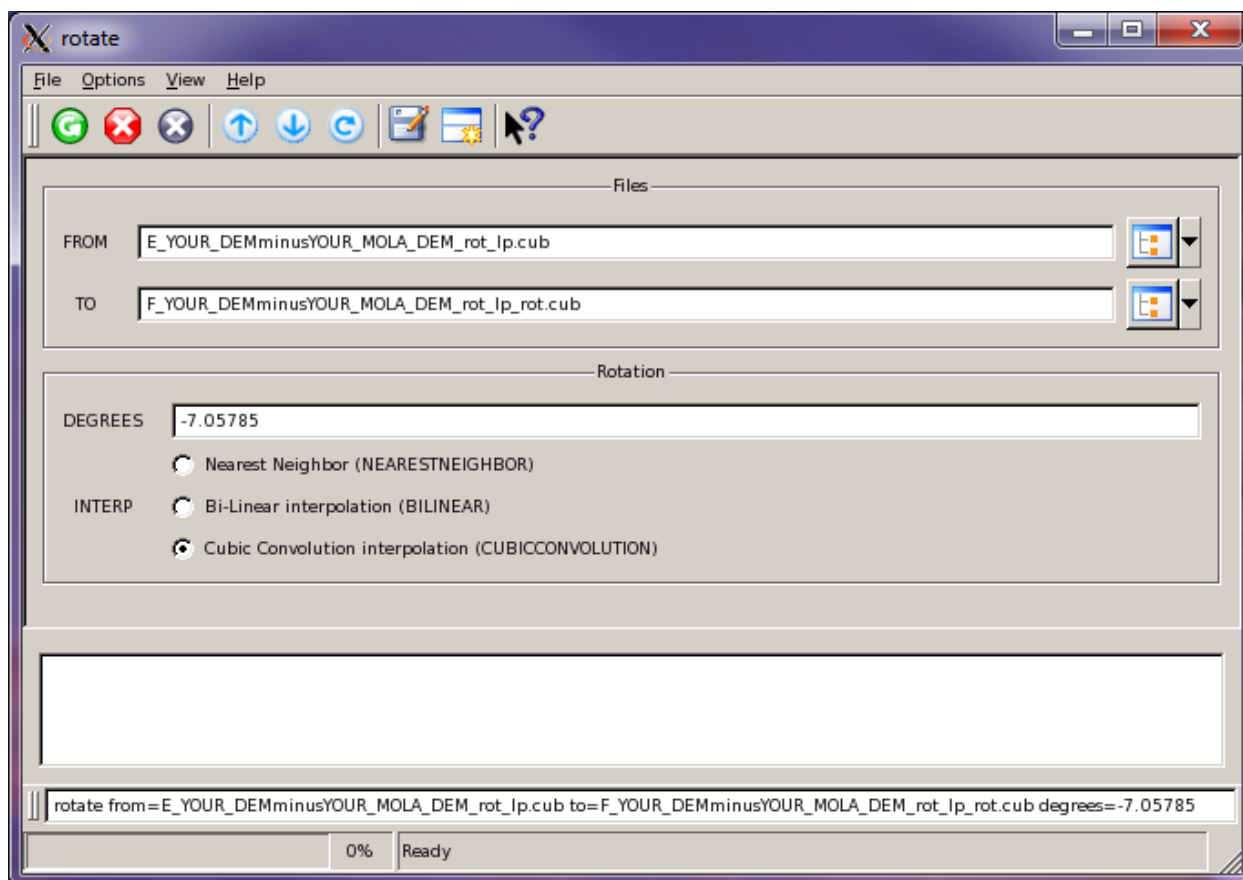 rotate
File Options View Help
Files
FROM E_YOUR_DEMminusYOUR_MOLA_DEM_rot_lp.cub
TO F_YOUR_DEMminusYOUR_MOLA_DEM_rot_lp_rot.cub
Rotation
DEGREES -7.05785
Nearest Neighbor (NEARESTNEIGHBOR)
INTERP Bi-Linear interpolation (BILINEAR)
Cubic Convolution interpolation (CUBICCONVOLUTION)
rotate from=E_YOUR_DEMminusYOUR_MOLA_DEM_rot_lp.cub to=F_YOUR_DEMminusYOUR_MOLA_DEM_rot_lp_rot.cub degrees=-7.05785
0% Ready